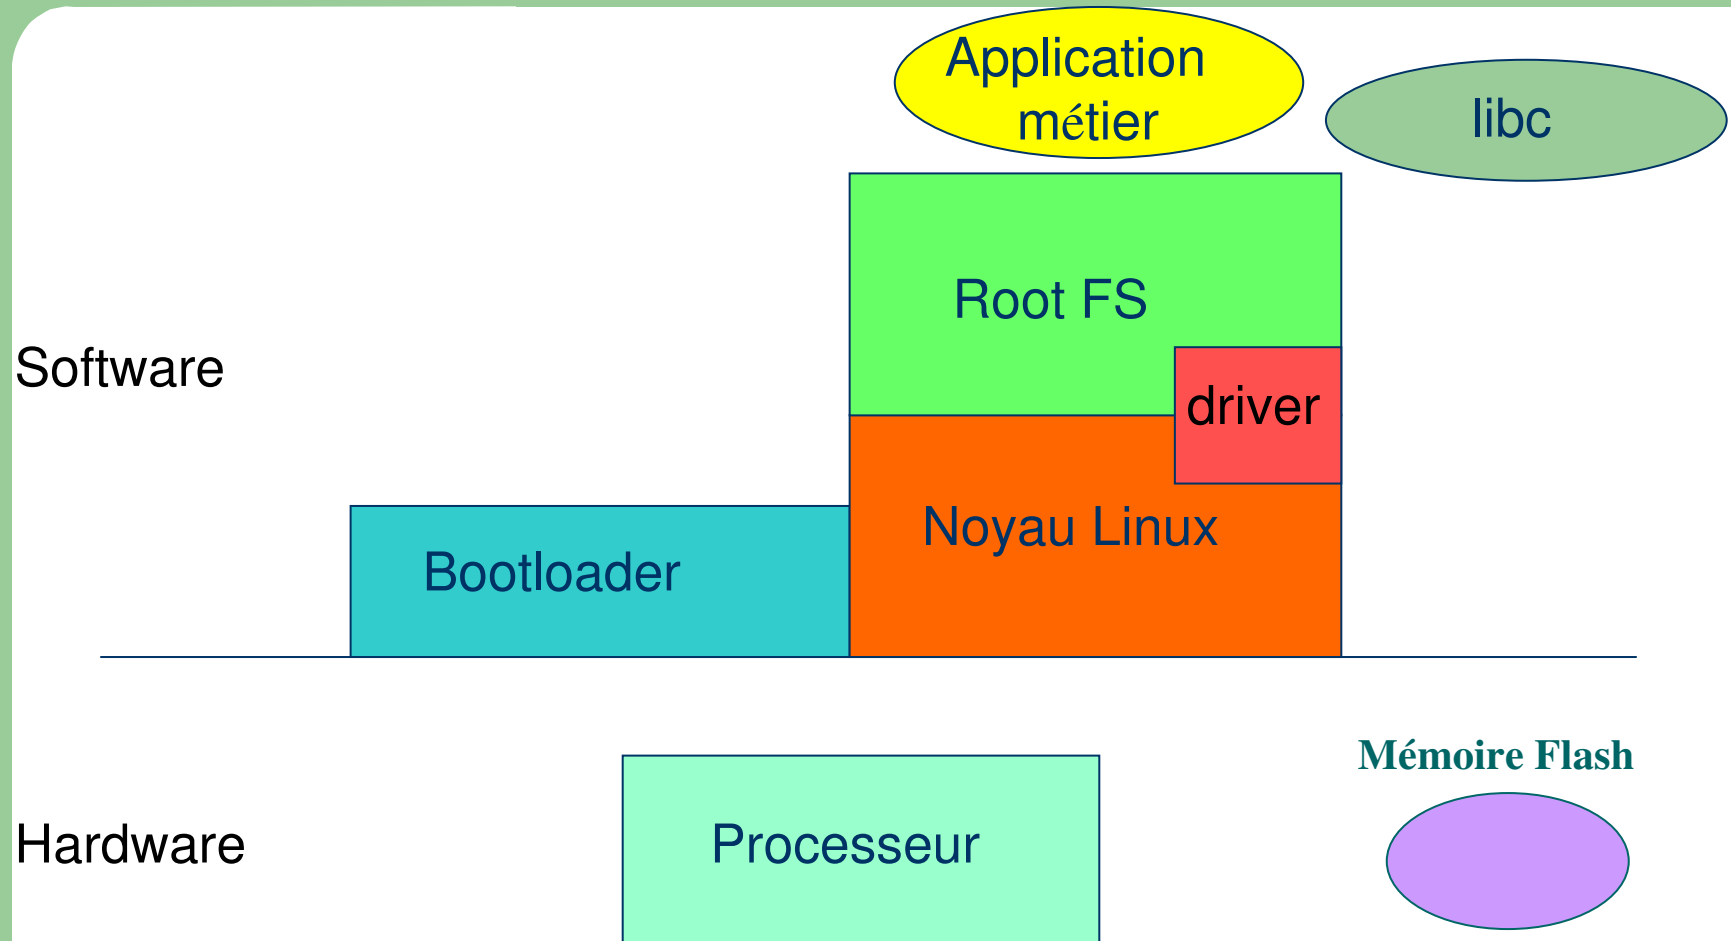 Application
métier
libc
Root FS
Software
driver
Noyau Linux
Bootloader
Mémoire Flash
Hardware
Processeur